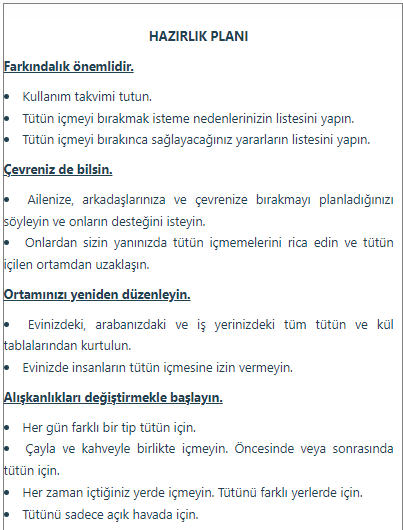 HAZIRLIK PLANI
Farkındalık önemlidir.
• Kullanım takvimi tutun.
• Tütün içmeyi bırakmak isteme nedenlerinizin listesini yapın.
• Tütün içmeyi bırakınca sağlayacağınız yararların listesini yapın.
Çevreniz de bilsin.
• Ailenize, arkadaşlarınıza ve çevrenize bırakmayı planladığınızı
söyleyin ve onların desteğini isteyin.
• Onlardan sizin yanınızda tütün içmemelerini rica edin ve tütün
içilen ortamdan uzaklaşın.
Ortamınızı yeniden düzenleyin.
• Evinizdeki, arabanızdaki ve iş yerinizdeki tüm tütün ve kül
tablalarından kurtulun.
• Evinizde insanların tütün içmesine izin vermeyin.
Alışkanlıkları değiştirmekle başlayın.
• Her gün farklı bir tip tütün için.
• Çayla ve kahveyle birlikte içmeyin. Öncesinde veya sonrasında
tütün için.
• Her zaman içtiğiniz yerde içmeyin. Tütünü farklı yerlerde için.
• Tütünü sadece açık havada için.